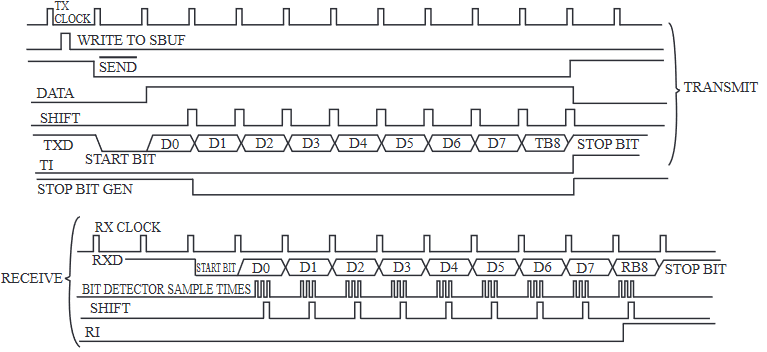 TX
CLOCK
WRITE TO SBUF
SEND
DATA
TRANSMIT
SHIFT
TXD START BIT D0 D1 D2 D3 D4 D5 D6 D7 TB8 STOP BIT
TI
STOP BIT GEN
RX CLOCK
RXD START BIT D0 D1 D2 D3 D4 D5 D6 D7 RB8 STOP BIT
RECEIVE
BIT DETECTOR SAMPLE TIMES
SHIFT
RI